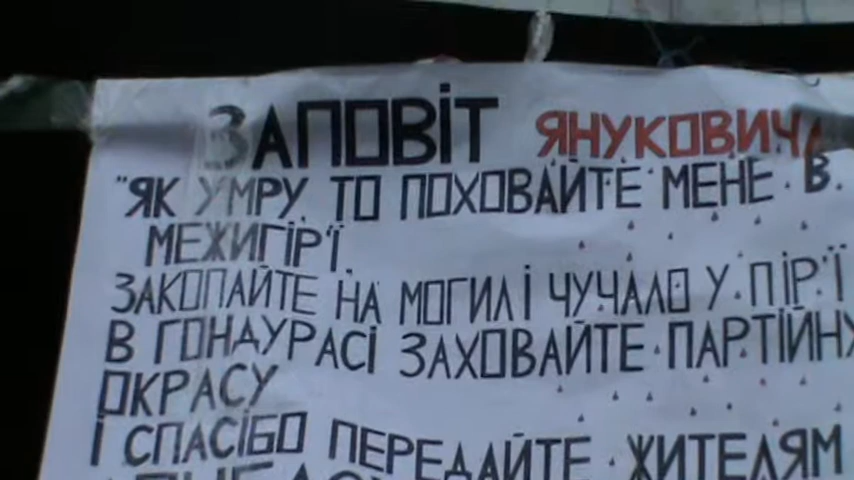 ЗАПОВІТ ЯНУКОВИЧА
"ЯК УМРУ ТО ПОХОВАЙТЕ МЕНЕ В
МЕЖИГІР'Ї
ЗАКОПАЙТЕ НА МОГИЛІ ЧУЧАЛО У ПІР'Ї
В ГОНДУРАСІ ЗАХОВАЙТЕ ПАРТІЙНУ
ОКРАСУ
І СПАСІБО ПЕРЕДАЙТЕ ЖИТЕЛЯМ